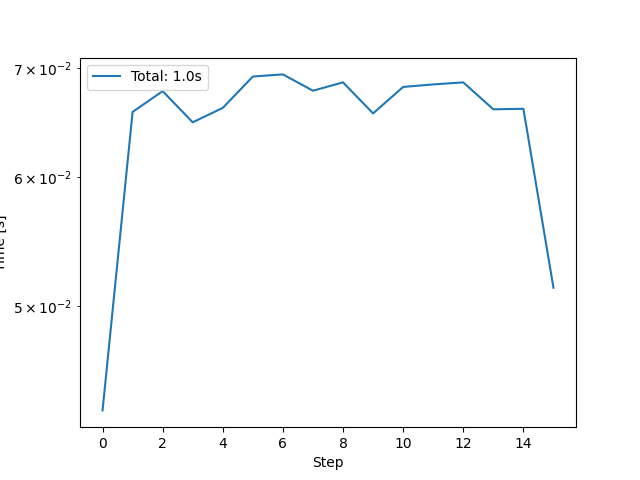 7 × 10⁻²
Total: 1.0s
6 × 10⁻²
[s]
5 × 10⁻²
0 2 4 6 8 10 12 14
Step